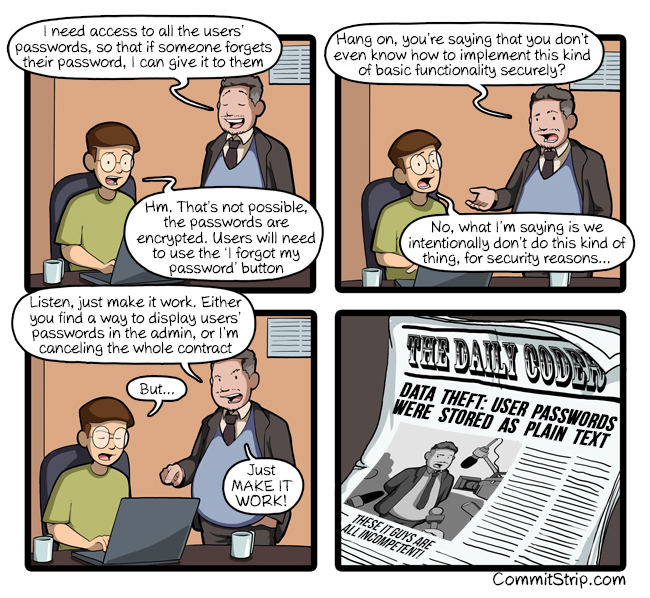 I need access to all the users'
passwords, so that if someone forgets
their password, I can give it to them
Hm. That's not possible,
the passwords are
encrypted. Users will need
to use the 'I forgot my
password' button
Hang on, you're saying that you don't
even know how to implement this kind
of basic functionality securely?
No, what I'm saying is we
intentionally don't do this kind of
thing, for security reasons...
Listen, just make it work. Either
you find a way to display users'
passwords in the admin, or I'm
canceling the whole contract
But...
Just
MAKE IT
WORK!
THE DAILY CODER
DATA THEFT: USER PASSWORDS
WERE STORED AS PLAIN TEXT
THESE IT GUYS ARE
ALL INCOMPETENT!
CommitStrip.com